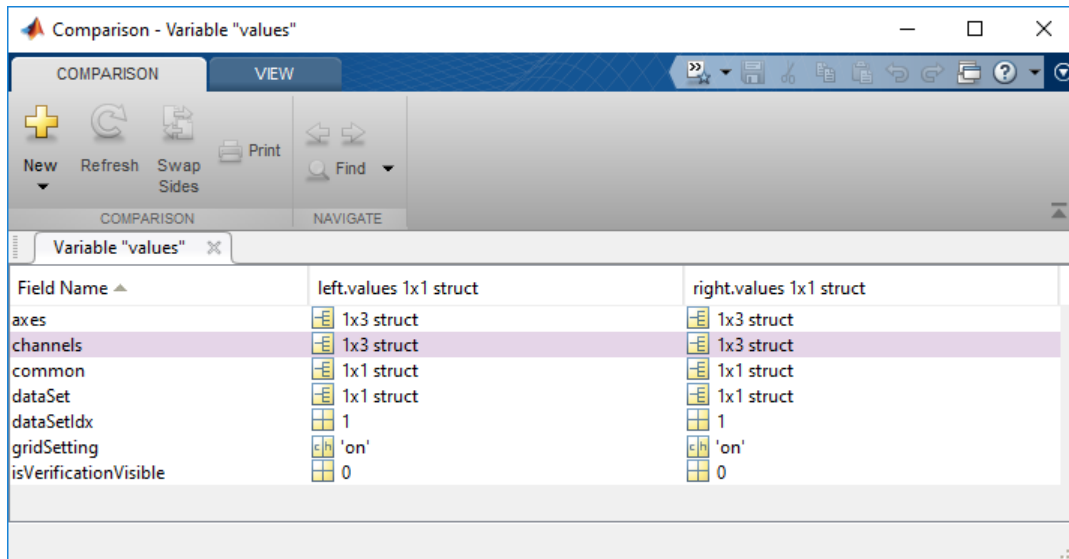 Comparison - Variable "values"
COMPARISON VIEW
New Refresh Swap Sides Print Find
COMPARISON NAVIGATE
Variable "values"
Field Name left.values 1x1 struct right.values 1x1 struct
axes 1x3 struct 1x3 struct
channels 1x3 struct 1x3 struct
common 1x1 struct 1x1 struct
dataSet 1x1 struct 1x1 struct
dataSetIdx 1 1
gridSetting ch 'on' ch 'on'
isVerificationVisible 0 0